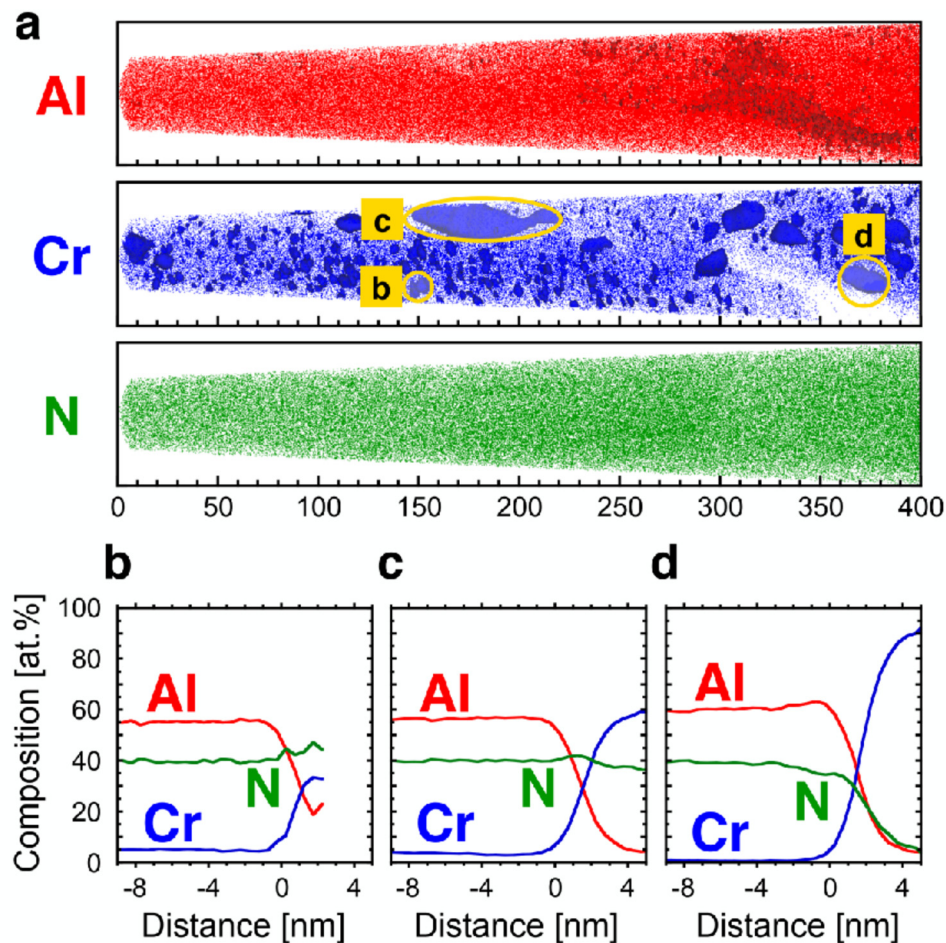 a
Al
Cr
c
d
b
N
0 50 100 150 200 250 300 350 400
b c d
Composition [at.%]
100
80
60
40
20
0
Al
N
Cr
Al
N
Cr
Al
N
Cr
-8 -4 0 4 -8 -4 0 4 -8 -4 0 4
Distance [nm] Distance [nm] Distance [nm]